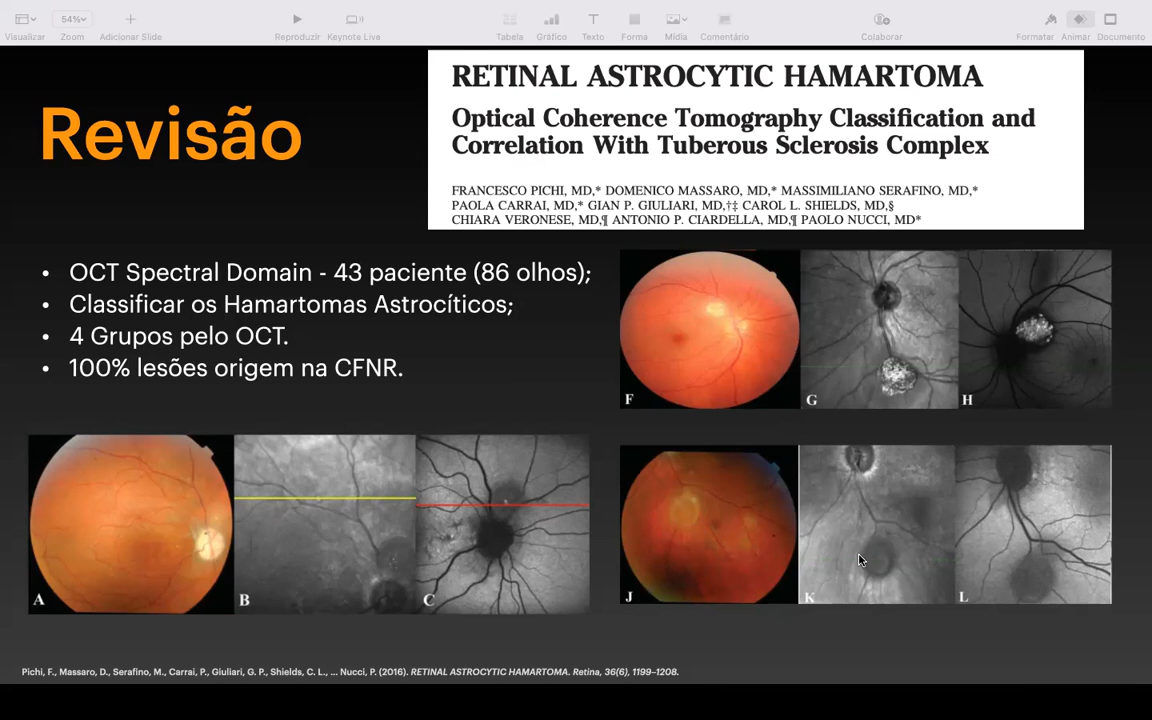 Visualizar
54%
Zoom
Adicionar Slide
Reproduzir
Keynote Live
Tabela
Gráfico
Texto
Forma
Mídia
Comentário
Colaborar
Formatar
Animar
Documento
Revisão
RETINAL ASTROCYTIC HAMARTOMA
Optical Coherence Tomography Classification and
Correlation With Tuberous Sclerosis Complex
FRANCESCO PICHI, MD,* DOMENICO MASSARO, MD,* MASSIMILIANO SERAFINO, MD,*
PAOLA CARRAI, MD,* GIAN P. GIULIARI, MD,†‡ CAROL L. SHIELDS, MD,§
CHIARA VERONESE, MD,¶ ANTONIO P. CIARDELLA, MD,¶ PAOLO NUCCI, MD*
• OCT Spectral Domain - 43 paciente (86 olhos);
• Classificar os Hamartomas Astrocíticos;
• 4 Grupos pelo OCT.
• 100% lesões origem na CFNR.
F
G
H
A
B
C
J
K
L
Pichi, F., Massaro, D., Serafino, M., Carrai, P., Giuliari, G. P., Shields, C. L., ... Nucci, P. (2016). RETINAL ASTROCYTIC HAMARTOMA. Retina, 36(6), 1199–1208.